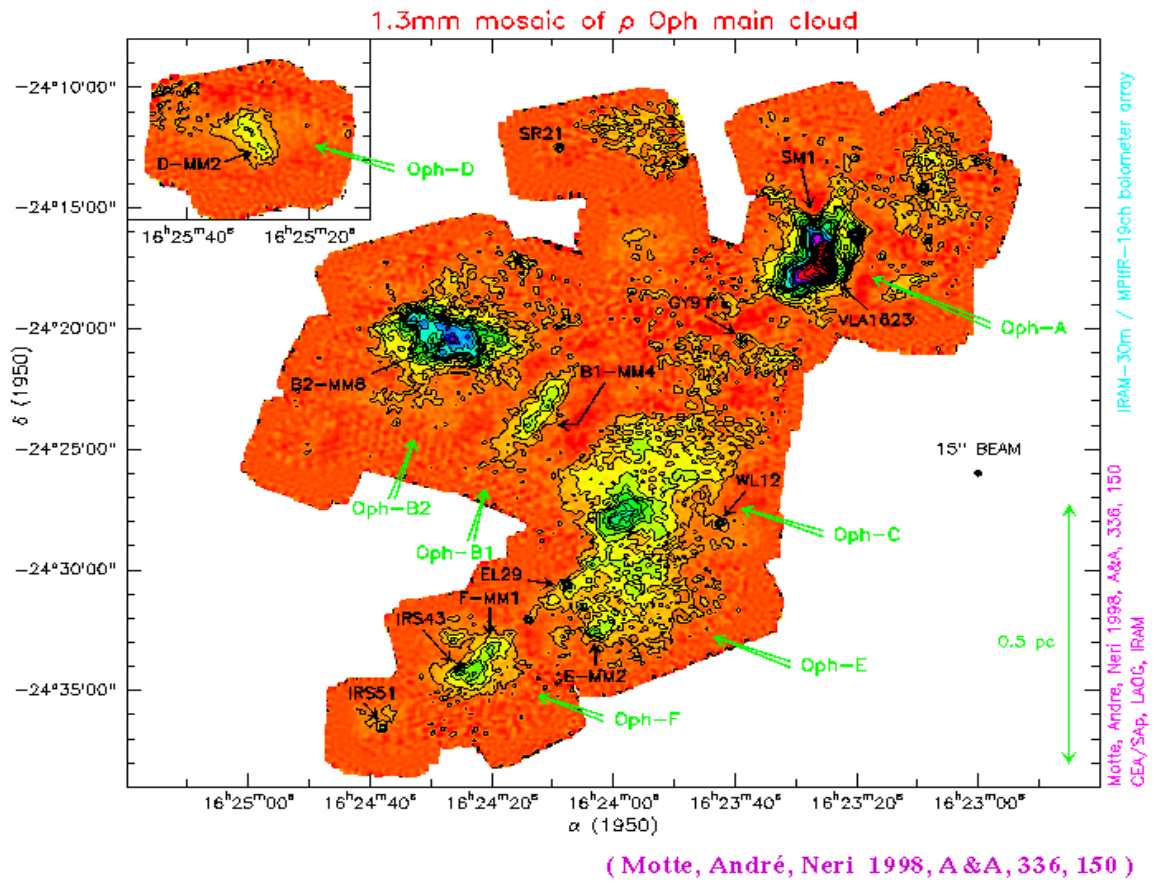 1.3mm mosaic of ρ Oph main cloud
−24°10'00"
−24°15'00"
−24°20'00"
−24°25'00"
−24°30'00"
−24°35'00"
δ (1950)
D−MM2
Oph−D
16ʰ25ᵐ40ˢ
16ʰ25ᵐ20ˢ
SR21
SM1
GY91
VLA1623
Oph−A
B2−MM8
B1−MM4
15" BEAM
WL12
Oph−B2
Oph−B1
Oph−C
EL29
F−MM1
IRS43
0.5 pc
E−MM2
Oph−E
IRS51
Oph−F
16ʰ25ᵐ00ˢ
16ʰ24ᵐ40ˢ
16ʰ24ᵐ20ˢ
16ʰ24ᵐ00ˢ
16ʰ23ᵐ40ˢ
16ʰ23ᵐ20ˢ
16ʰ23ᵐ00ˢ
α (1950)
IRAM−30m / MPIfR−19ch bolometer array
Motte, Andre, Neri 1998, A&A, 336, 150
CEA/SAp, LAOG, IRAM
( Motte, André, Neri 1998, A&A, 336, 150 )